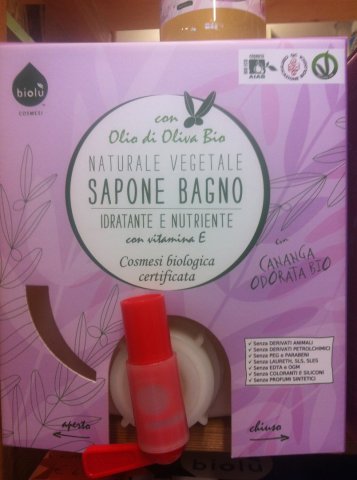 biolù
COSMESI
AIAB
con
Olio di Oliva Bio
NATURALE VEGETALE
SAPONE BAGNO
IDRATANTE E NUTRIENTE
con vitamina E
Cosmesi biologica
certificata
con
CANANGA
ODORATA BIO
✓ Senza DERIVATI ANIMALI
✓ Senza DERIVATI PETROLCHIMICI
✓ Senza PEG e PARABENI
✓ Senza LAURETH, SLS, SLES
✓ Senza EDTA e OGM
✓ Senza COLORANTI E SILICONI
✓ Senza PROFUMI SINTETICI
aperto
chiuso
biolù